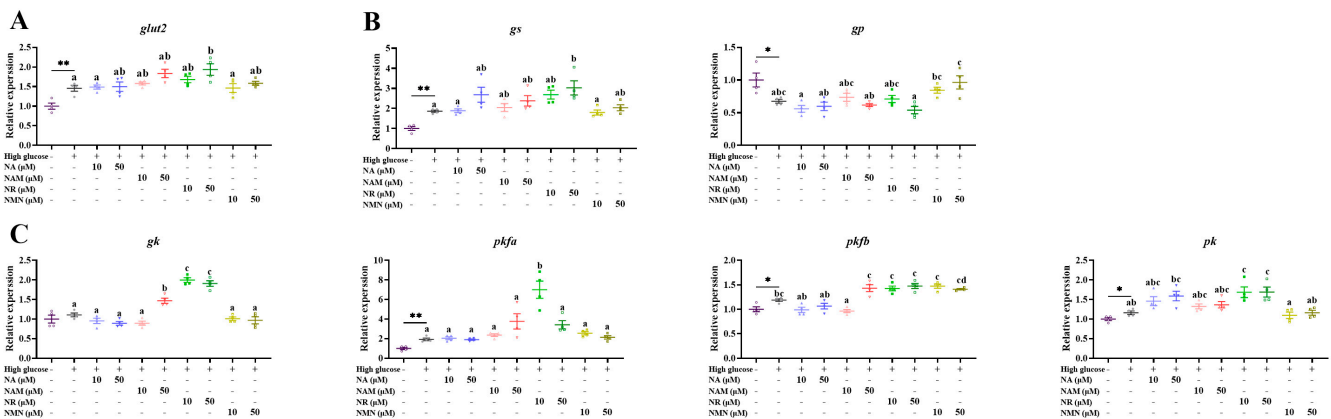 A
glut2
Relative experssion
2.5
2.0
1.5
1.0
0.5
0.0
**
a a ab ab ab ab b a ab
High glucose - + + + + + + + + +
NA (μM) - - 10 50 - - - - - -
NAM (μM) - - - - 10 50 - - - -
NR (μM) - - - - - - 10 50 - -
NMN (μM) - - - - - - - - 10 50
B
gs
Relative experssion
5
4
3
2
1
0
**
a a ab a ab ab b a ab
High glucose - + + + + + + + + +
NA (μM) - - 10 50 - - - - - -
NAM (μM) - - - - 10 50 - - - -
NR (μM) - - - - - - 10 50 - -
NMN (μM) - - - - - - - - 10 50
gp
Relative experssion
1.5
1.0
0.5
0.0
*
abc a ab abc ab abc a bc c
High glucose - + + + + + + + + +
NA (μM) - - 10 50 - - - - - -
NAM (μM) - - - - 10 50 - - - -
NR (μM) - - - - - - 10 50 - -
NMN (μM) - - - - - - - - 10 50
C
gk
Relative experssion
2.5
2.0
1.5
1.0
0.5
0.0
a a a a b c c a a
High glucose - + + + + + + + + +
NA (μM) - - 10 50 - - - - - -
NAM (μM) - - - - 10 50 - - - -
NR (μM) - - - - - - 10 50 - -
NMN (μM) - - - - - - - - 10 50
pkfa
Relative experssion
10
8
6
4
2
0
**
a a a a a b a a a
High glucose - + + + + + + + + +
NA (μM) - - 10 50 - - - - - -
NAM (μM) - - - - 10 50 - - - -
NR (μM) - - - - - - 10 50 - -
NMN (μM) - - - - - - - - 10 50
pkfb
Relative experssion
2.0
1.5
1.0
0.5
0.0
*
bc ab ab a c c c c cd
High glucose - + + + + + + + + +
NA (μM) - - 10 50 - - - - - -
NAM (μM) - - - - 10 50 - - - -
NR (μM) - - - - - - 10 50 - -
NMN (μM) - - - - - - - - 10 50
pk
Relative experssion
2.5
2.0
1.5
1.0
0.5
0.0
*
ab abc bc abc abc c c a ab
High glucose - + + + + + + + + +
NA (μM) - - 10 50 - - - - - -
NAM (μM) - - - - 10 50 - - - -
NR (μM) - - - - - - 10 50 - -
NMN (μM) - - - - - - - - 10 50